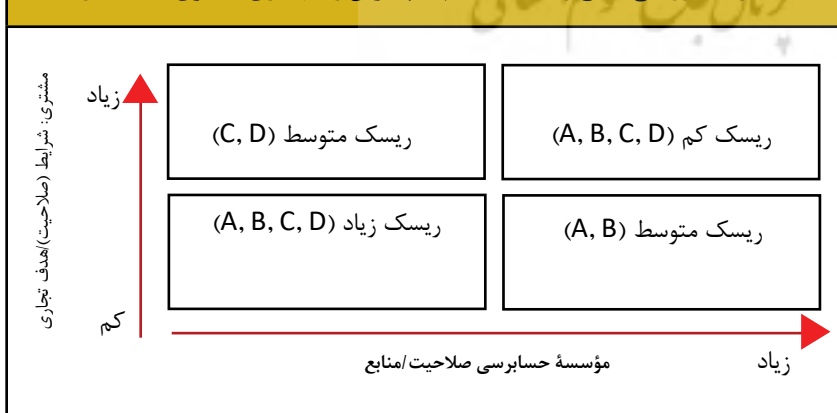 مشتری: شرایط (صلاحیت)/هدف تجاری
زیاد
ریسک متوسط (C, D)
ریسک کم (A, B, C, D)
ریسک زیاد (A, B, C, D)
ریسک متوسط (A, B)
کم
مؤسسهٔ حسابرسی صلاحیت/منابع
زیاد